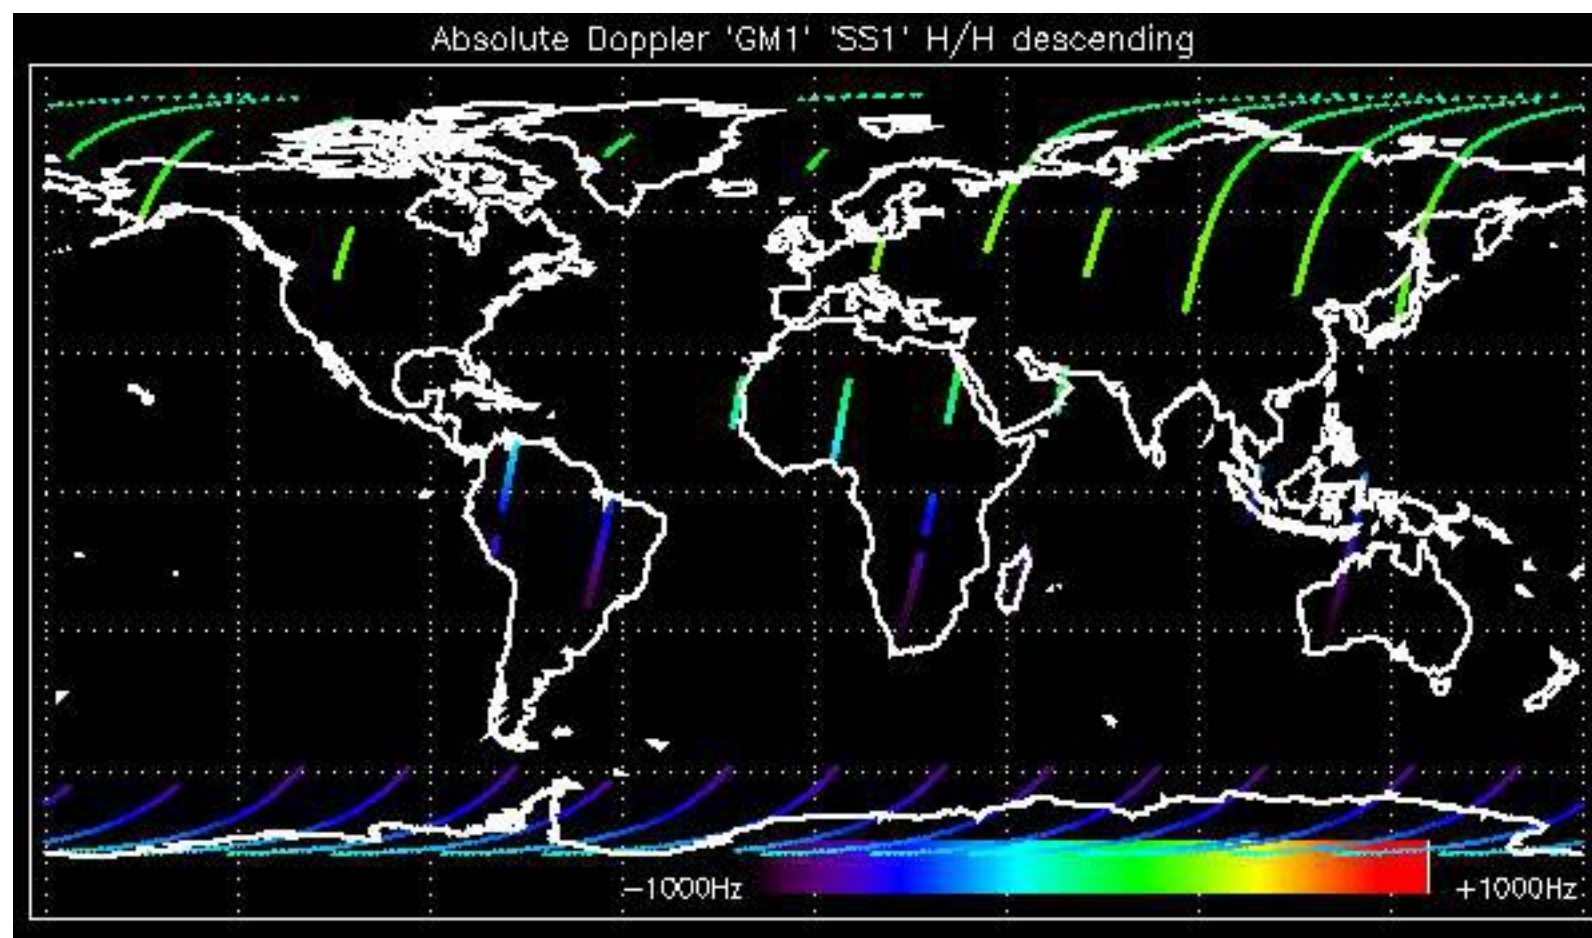 Absolute Doppler 'GM1' 'SS1' H/H descending
-1000Hz
+1000Hz